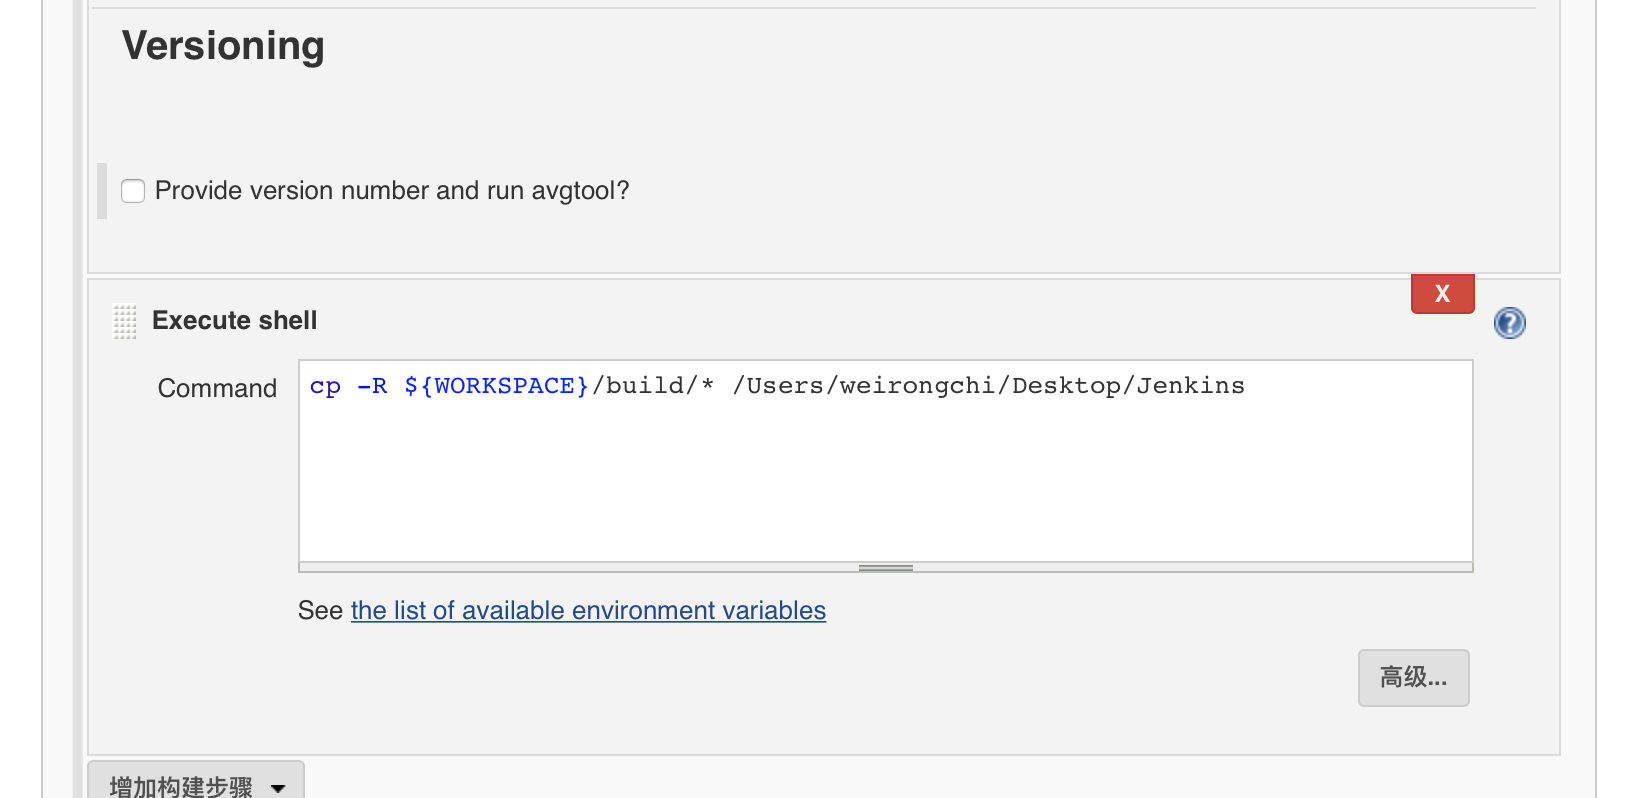 Versioning
Provide version number and run avgtool?
X
Execute shell
?
Command
cp -R ${WORKSPACE}/build/* /Users/weirongchi/Desktop/Jenkins
See the list of available environment variables
高级...
增加构建步骤